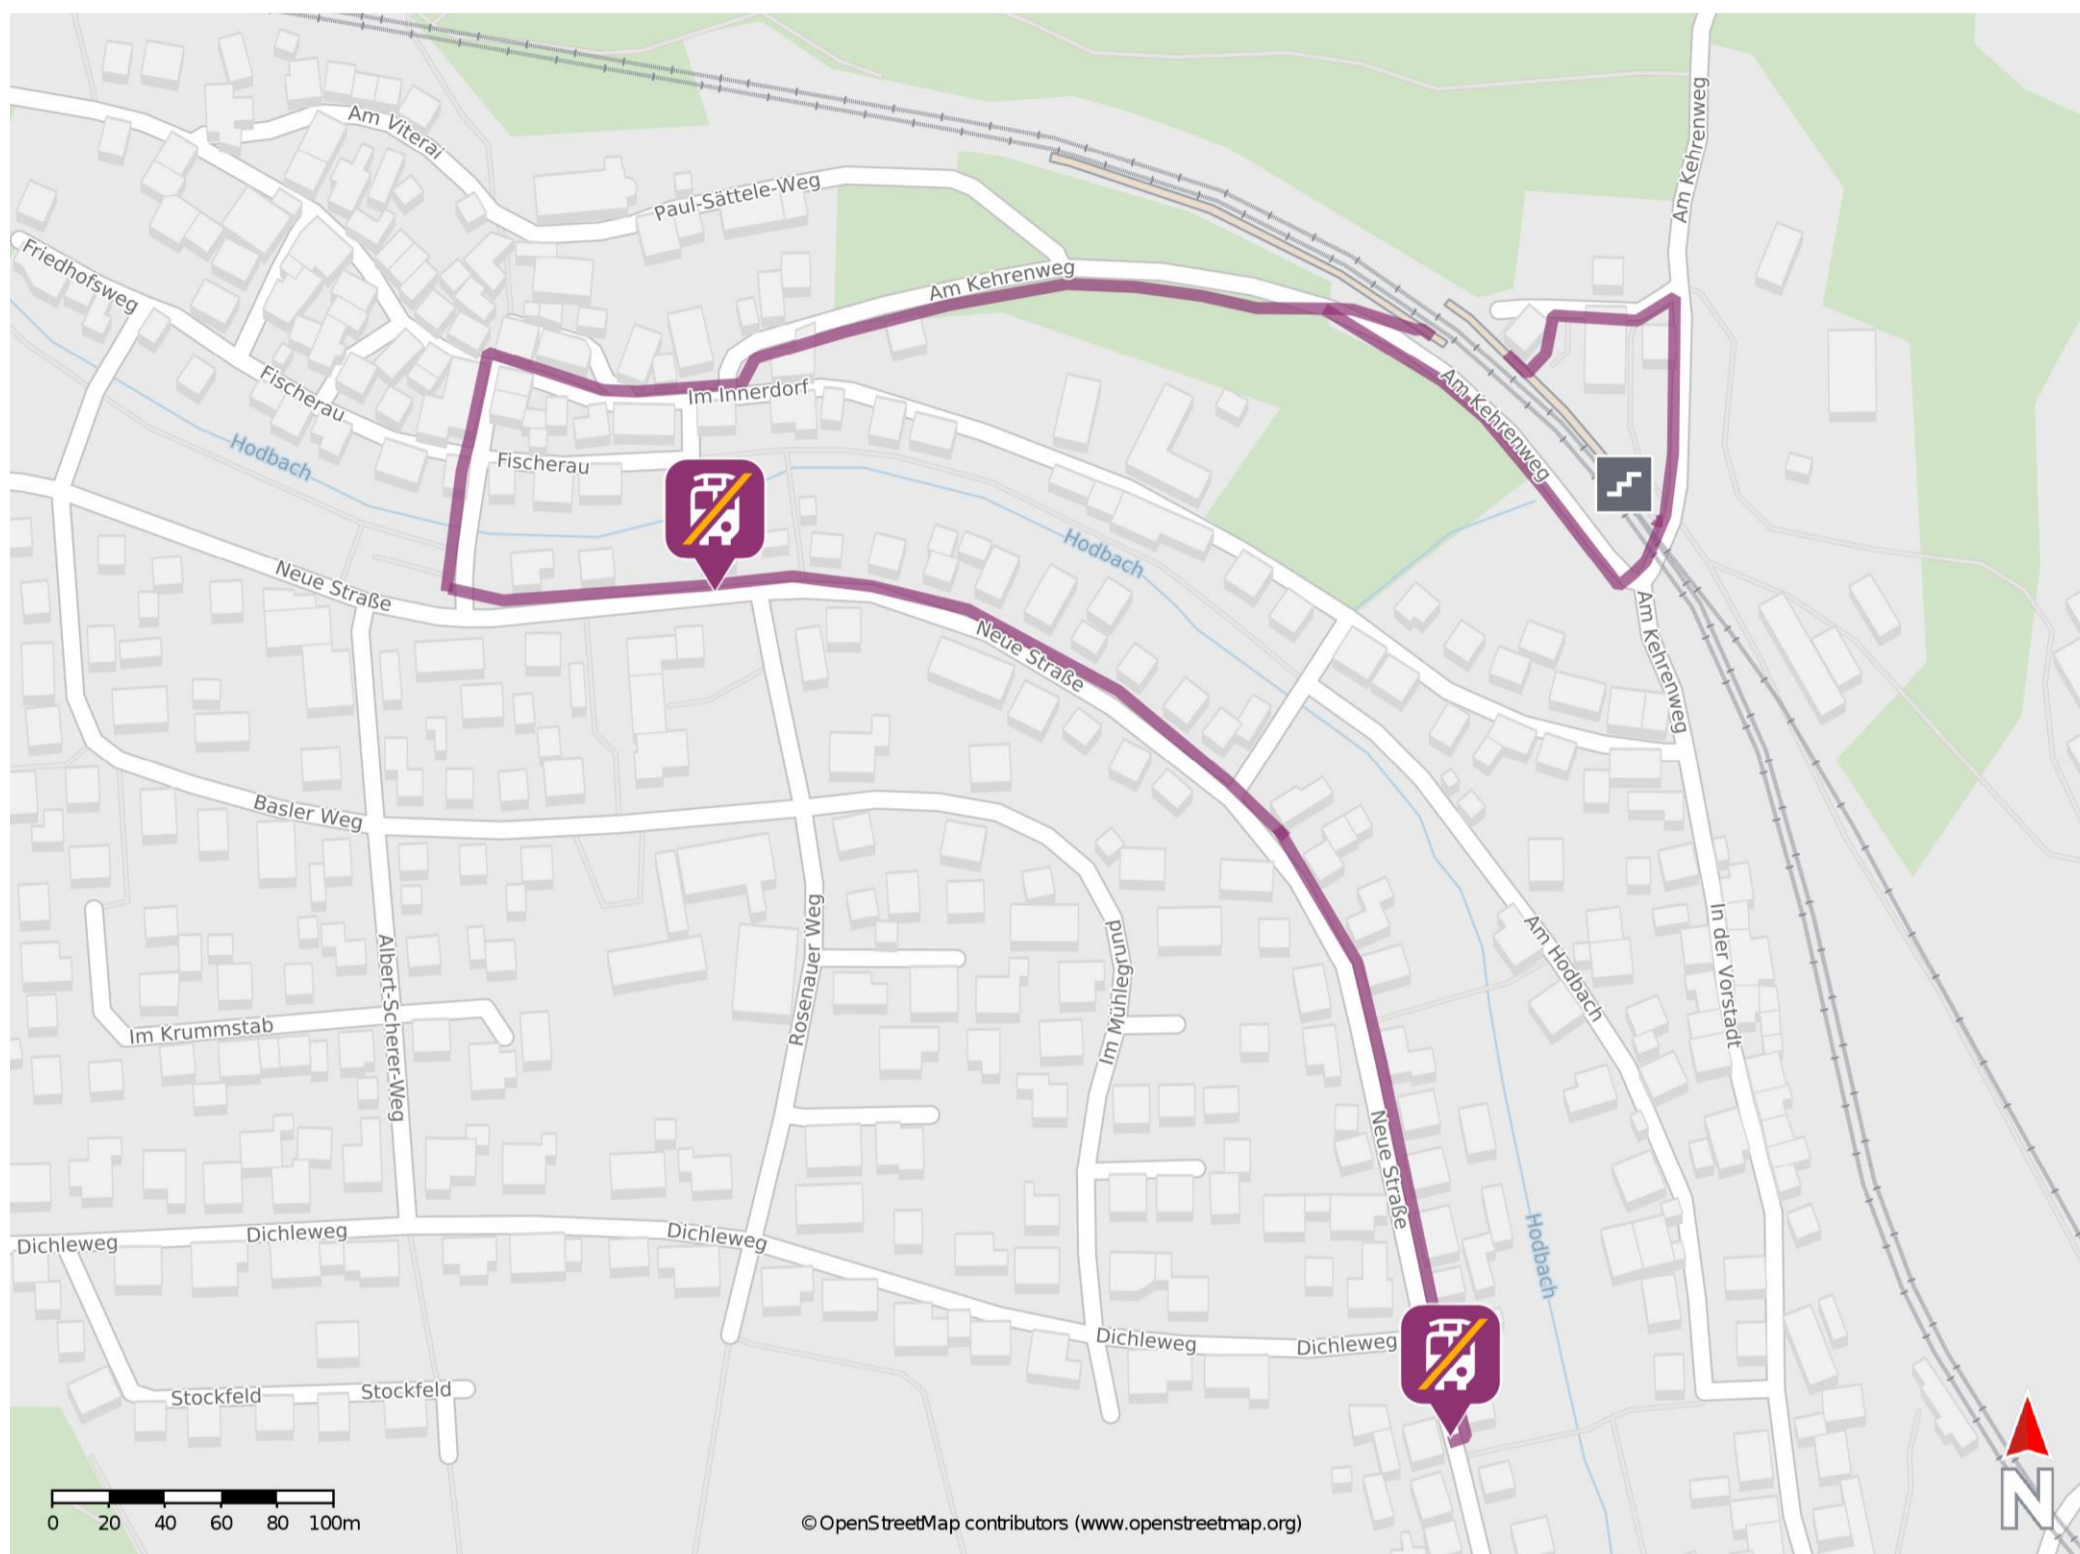 Am Kehrenweg
Am Viterai
Paul-Sättele-Weg
Friedhofsweg
Am Kehrenweg
Fischerau
Im Innerdorf
Am Kehrenweg
Hodbach
Fischerau
Hodbach
Neue Straße
Am Kehrenweg
Neue Straße
Basler Weg
Rosenauer Weg
In der Vorstadt
Am Hodbach
Im Mühlegrund
Albert-Scherer-Weg
Im Krummstab
Neue Straße
Hodbach
Dichleweg
Dichleweg
Dichleweg
Dichleweg
Dichleweg
Stockfeld
Stockfeld
N
0 20 40 60 80 100m
© OpenStreetMap contributors (www.openstreetmap.org)